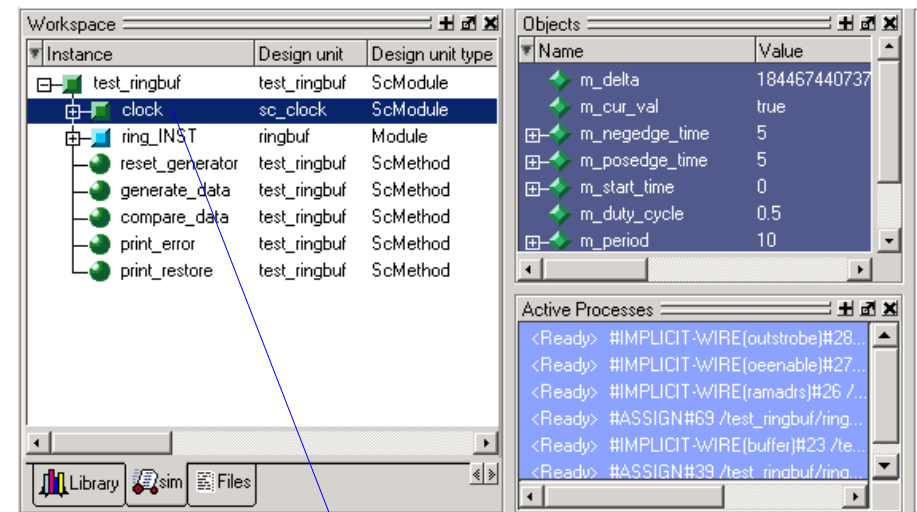 Workspace
Instance Design unit Design unit type
test_ringbuf test_ringbuf ScModule
clock sc_clock ScModule
ring_INST ringbuf Module
reset_generator test_ringbuf ScMethod
generate_data test_ringbuf ScMethod
compare_data test_ringbuf ScMethod
print_error test_ringbuf ScMethod
print_restore test_ringbuf ScMethod
Library sim Files
Objects
Name Value
m_delta 184467440737
m_cur_val true
m_negedge_time 5
m_posedge_time 5
m_start_time 0
m_duty_cycle 0.5
m_period 10
Active Processes
<Ready> #IMPLICIT-WIRE(outstrobe)#28...
<Ready> #IMPLICIT-WIRE(oeenable)#27...
<Ready> #IMPLICIT-WIRE(ramadrs)#26 /...
<Ready> #ASSIGN#69 /test_ringbuf/ring...
<Ready> #IMPLICIT-WIRE(buffer)#23 /te...
<Ready> #ASSIGN#39 /test_ringbuf/ring...